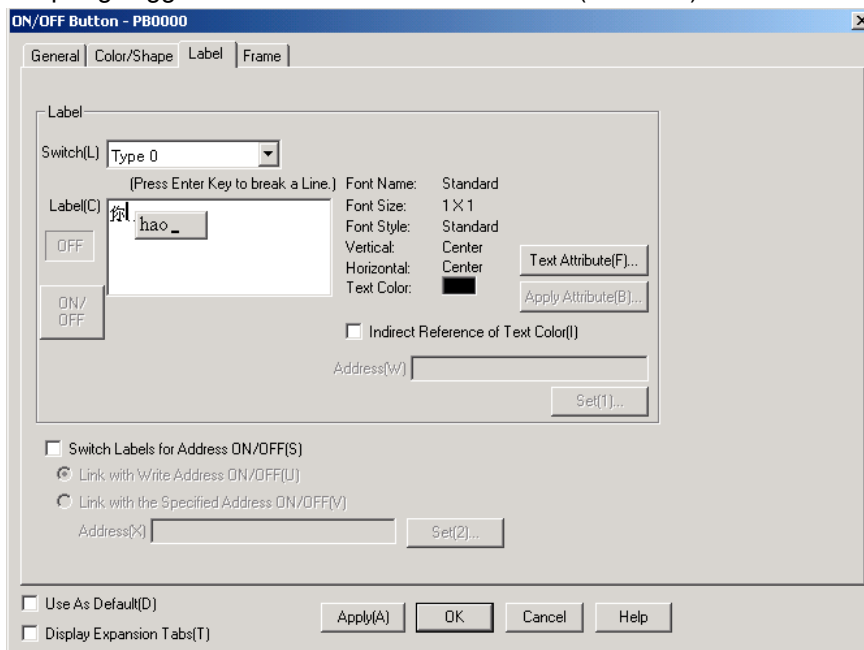 ON/OFF Button - PB0000
General Color/Shape Label Frame
Label
Switch(L) Type 0
(Press Enter Key to break a Line.)
Label(C) 你 hao
OFF
ON/
OFF
Font Name: Standard
Font Size: 1 X 1
Font Style: Standard
Vertical: Center
Horizontal: Center
Text Color:
Text Attribute(F)...
Apply Attribute(B)...
Indirect Reference of Text Color(I)
Address(W)
Set(1)...
Switch Labels for Address ON/OFF(S)
Link with Write Address ON/OFF(U)
Link with the Specified Address ON/OFF(V)
Address(X) Set(2)...
Use As Default(D)
Display Expansion Tabs(T)
Apply(A) OK Cancel Help